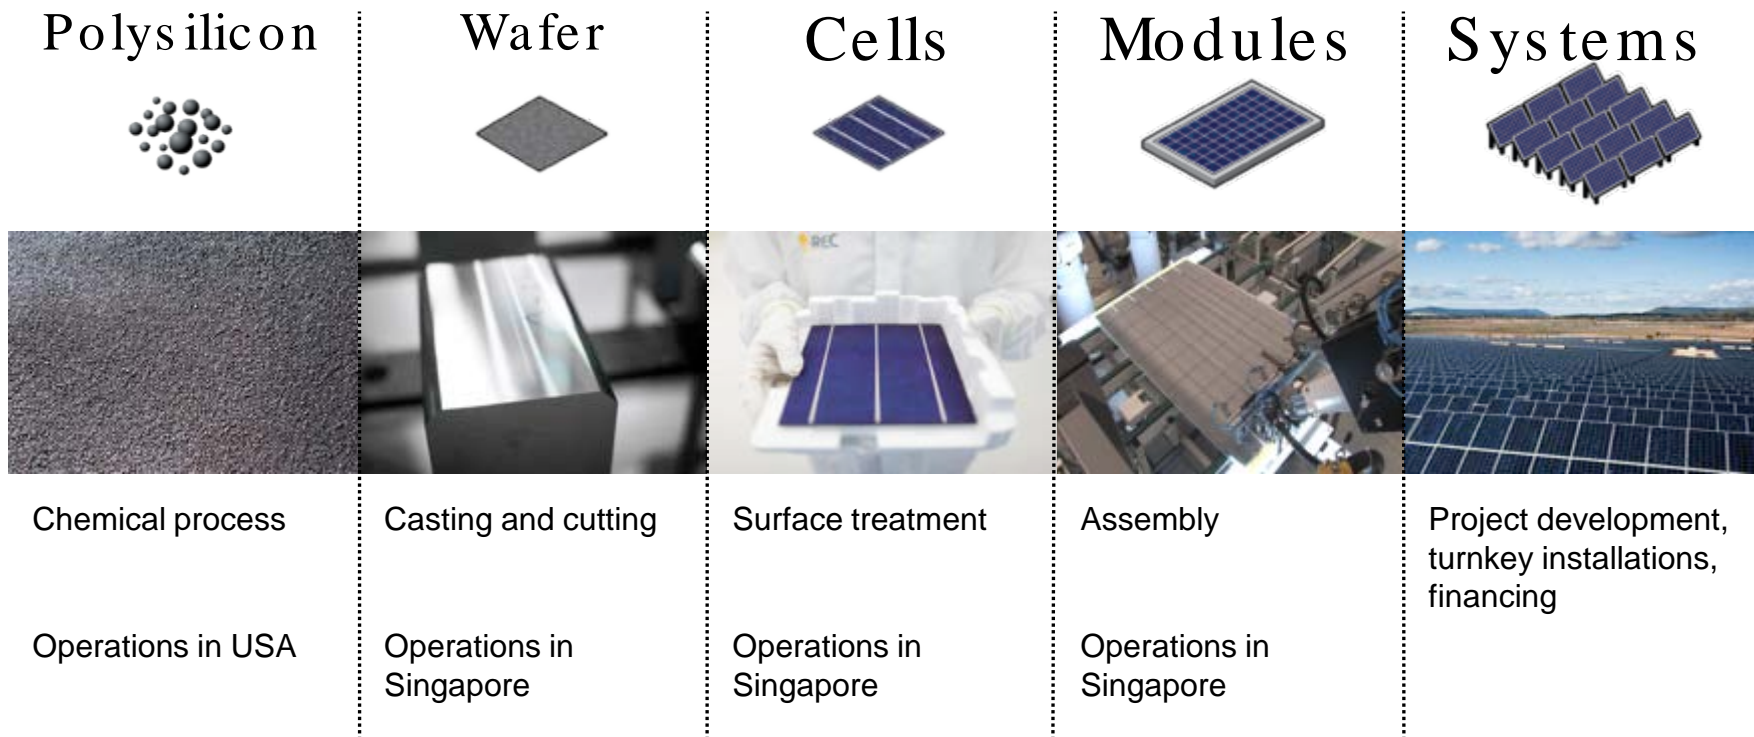 Polysilicon
Wafer
Cells
Modules
Systems
REC
Chemical process
Casting and cutting
Surface treatment
Assembly
Project development,
turnkey installations,
financing
Operations in USA
Operations in
Singapore
Operations in
Singapore
Operations in
Singapore